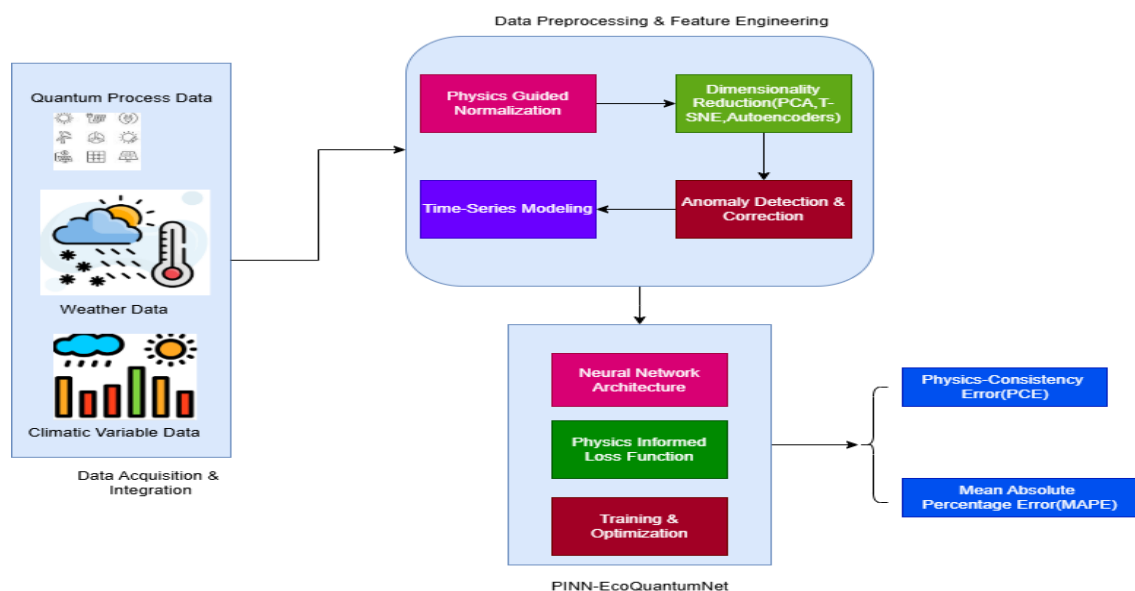 Data Preprocessing & Feature Engineering
Quantum Process Data
Weather Data
Climatic Variable Data
Data Acquisition &
Integration
Physics Guided
Normalization
Dimensionality
Reduction(PCA,T-
SNE,Autoencoders)
Time-Series Modeling
Anomaly Detection &
Correction
Neural Network
Architecture
Physics Informed
Loss Function
Training &
Optimization
PINN-EcoQuantumNet
Physics-Consistency
Error(PCE)
Mean Absolute
Percentage Error(MAPE)